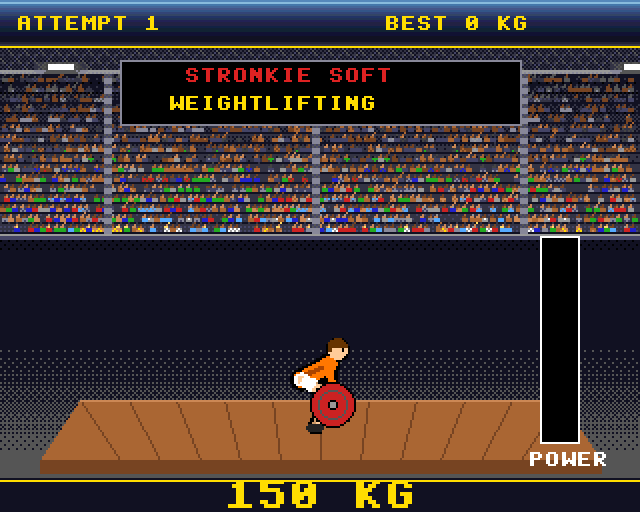 ATTEMPT 1 BEST 0 KG
STRONKIE SOFT
WEIGHTLIFTING
POWER
150 KG